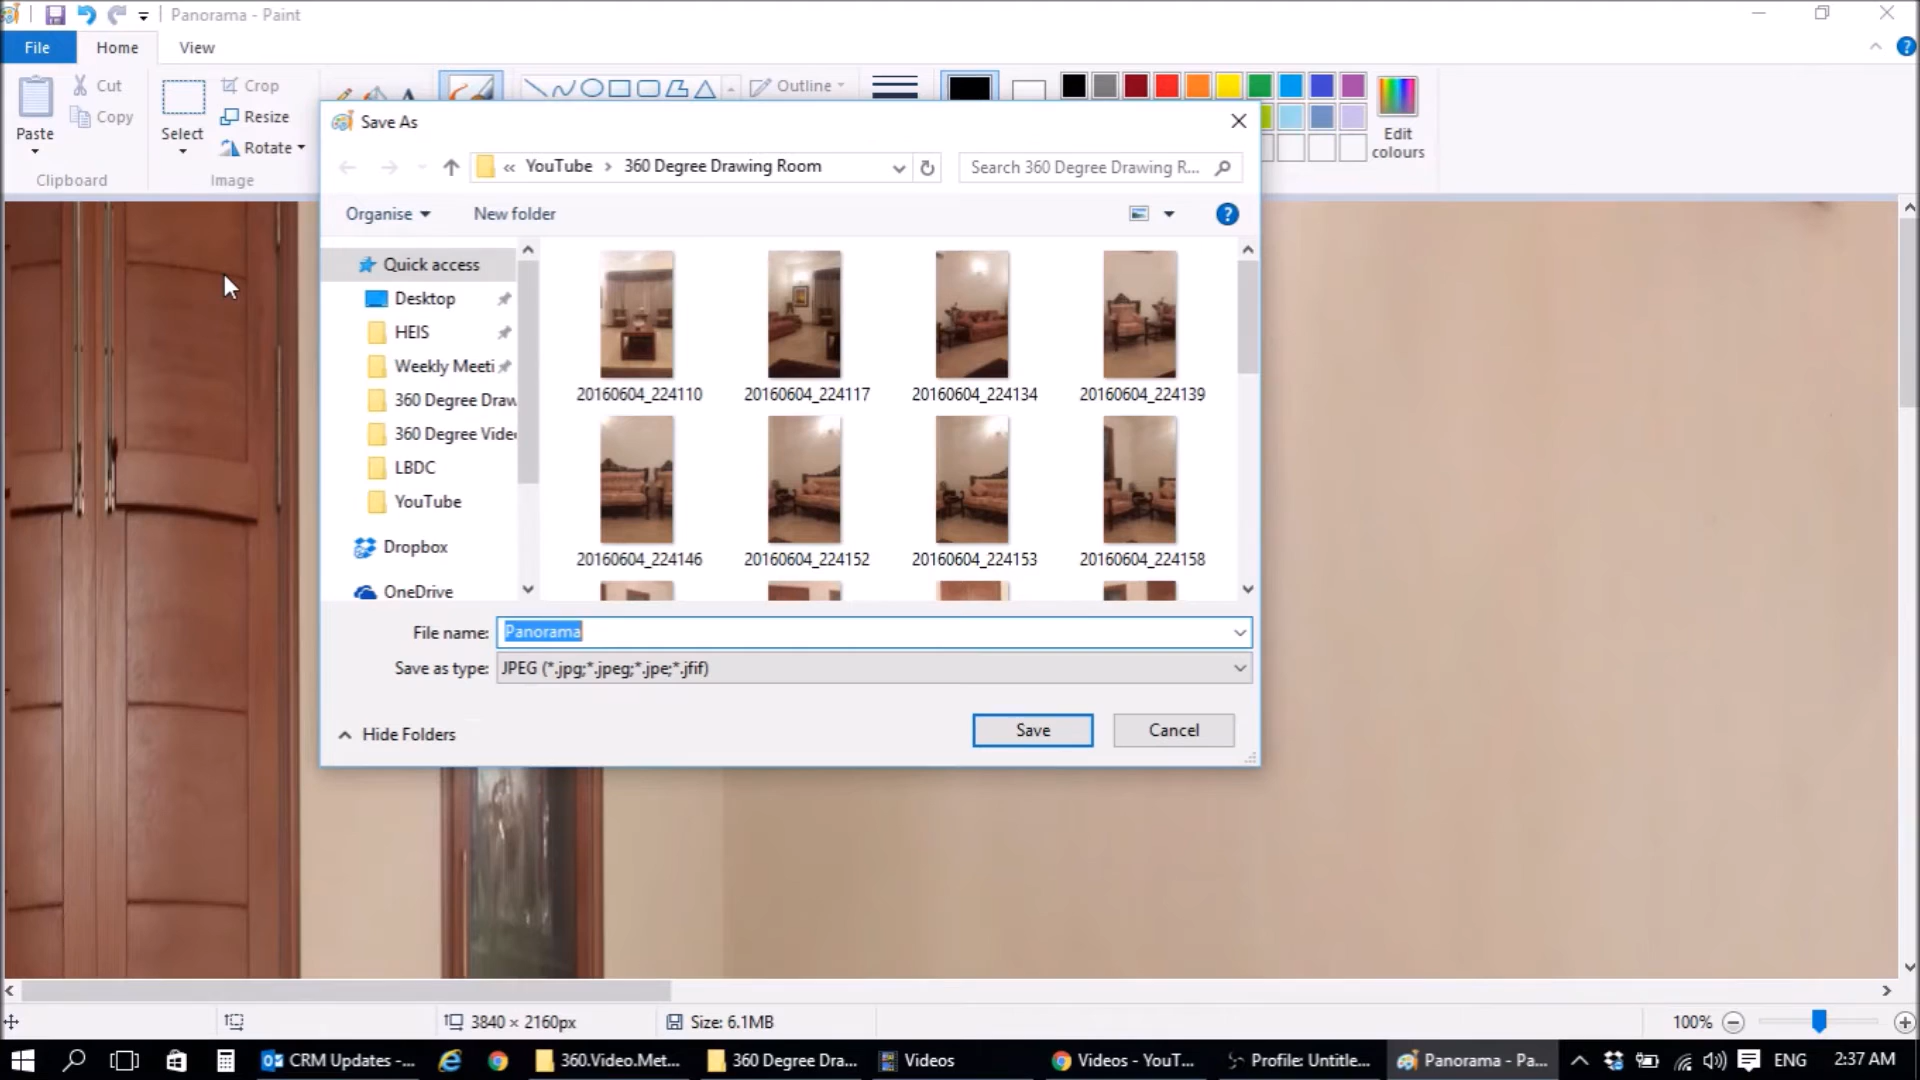 Panorama - Paint
File
Home
View
Paste
Cut
Copy
Clipboard
Select
Crop
Resize
Rotate
Image
Outline
Edit
colours
Save As
« YouTube › 360 Degree Drawing Room
Search 360 Degree Drawing R...
Organise
New folder
Quick access
Desktop
HEIS
Weekly Meeti
360 Degree Draw
360 Degree Video
LBDC
YouTube
Dropbox
OneDrive
20160604_224110
20160604_224117
20160604_224134
20160604_224139
20160604_224146
20160604_224152
20160604_224153
20160604_224158
File name: Panorama
Save as type: JPEG (*.jpg;*.jpeg;*.jpe;*.jfif)
Hide Folders
Save
Cancel
3840 × 2160px
Size: 6.1MB
100%
CRM Updates -...
360.Video.Met...
360 Degree Dra...
Videos
Videos - YouT...
Profile: Untitle...
Panorama - Pa...
ENG
2:37 AM